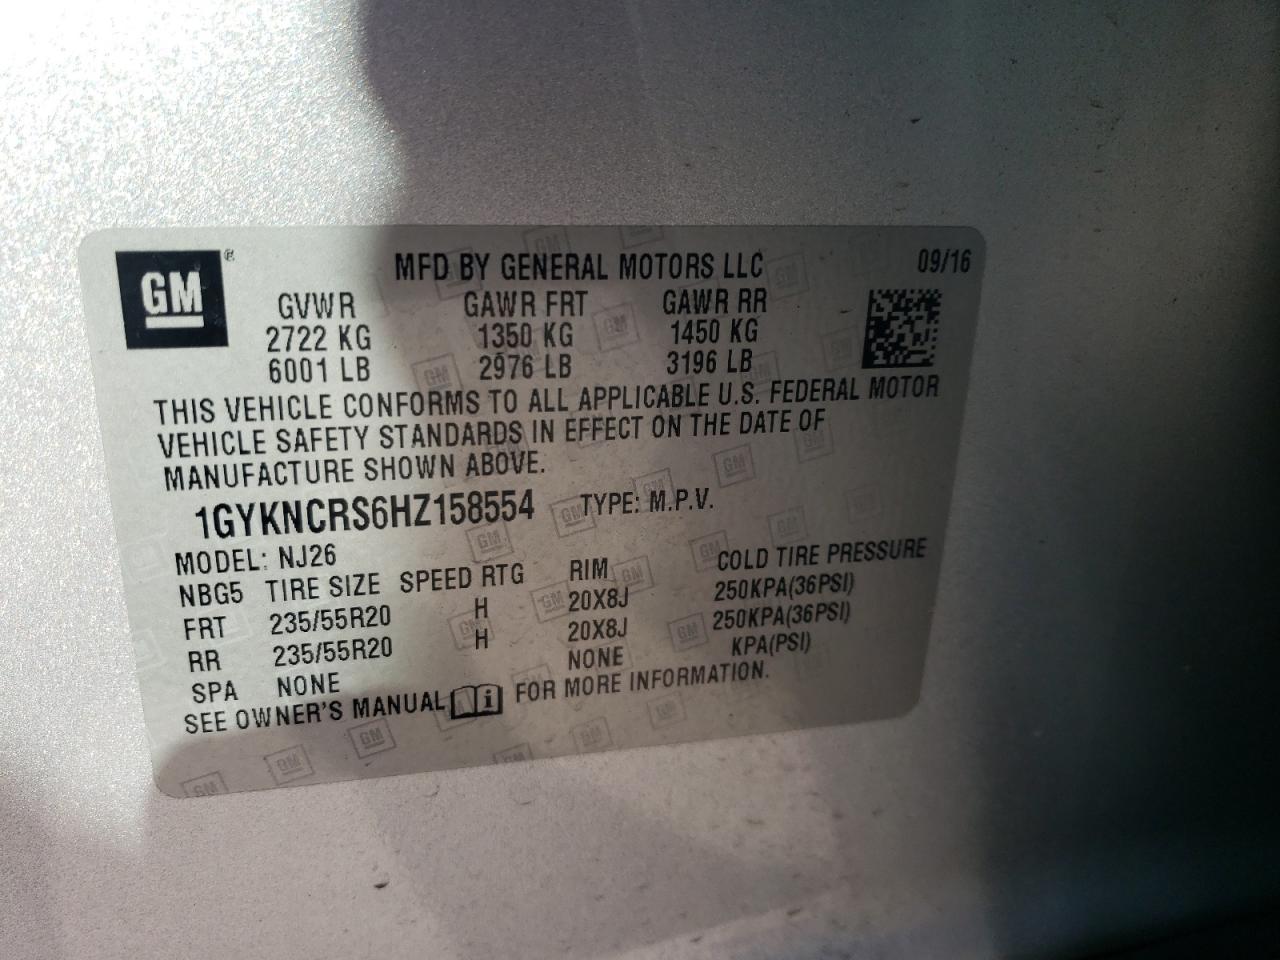 GM® MFD BY GENERAL MOTORS LLC 09/16
GVWR GAWR FRT GAWR RR
2722 KG 1350 KG 1450 KG
6001 LB 2976 LB 3196 LB
THIS VEHICLE CONFORMS TO ALL APPLICABLE U.S. FEDERAL MOTOR
VEHICLE SAFETY STANDARDS IN EFFECT ON THE DATE OF
MANUFACTURE SHOWN ABOVE.
1GYKNCRS6HZ158554 TYPE: M.P.V.
MODEL: NJ26
NBG5 TIRE SIZE SPEED RTG RIM COLD TIRE PRESSURE
FRT 235/55R20 H 20X8J 250KPA(36PSI)
RR 235/55R20 H 20X8J 250KPA(36PSI)
SPA NONE NONE KPA(PSI)
SEE OWNER'S MANUAL i FOR MORE INFORMATION.